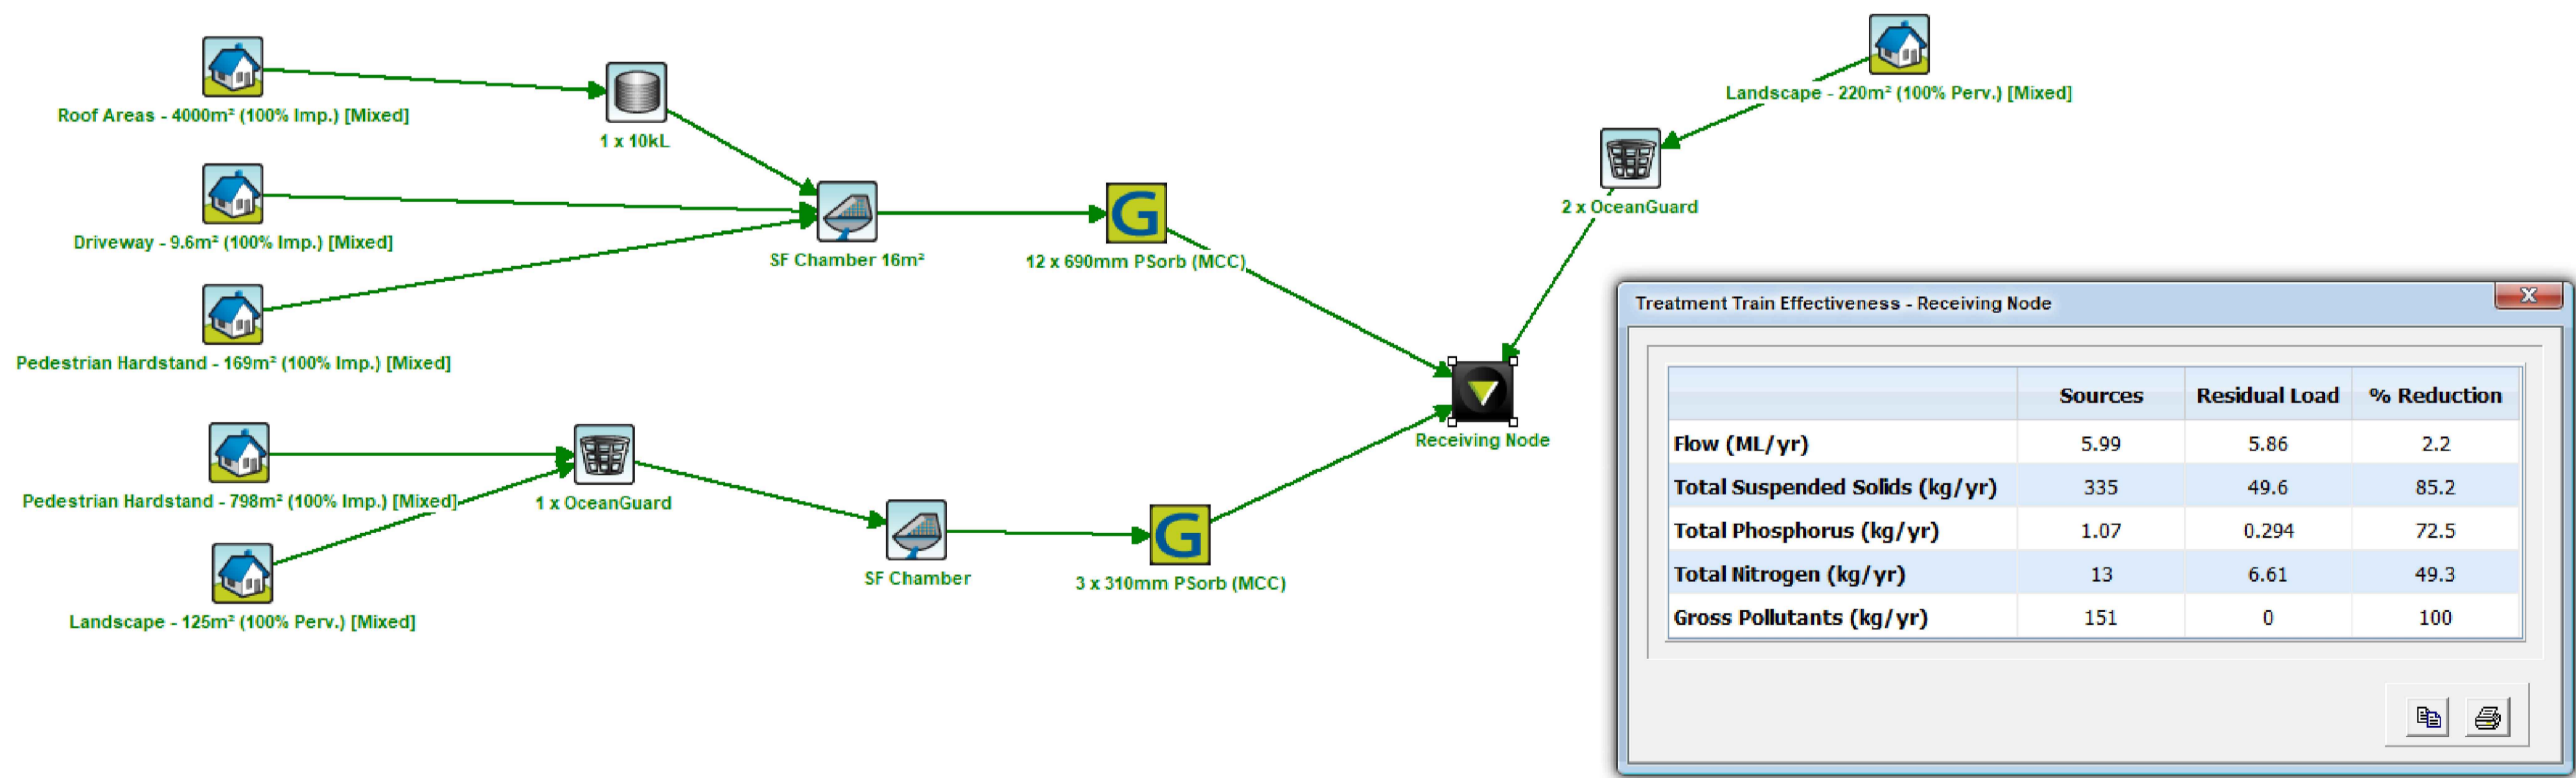 Roof Areas - 4000m² (100% Imp.) [Mixed]
1 x 10kL
Driveway - 9.6m² (100% Imp.) [Mixed]
SF Chamber 16m²
G
12 x 690mm PSorb (MCC)
Pedestrian Hardstand - 169m² (100% Imp.) [Mixed]
Landscape - 220m² (100% Perv.) [Mixed]
2 x OceanGuard
Receiving Node
Pedestrian Hardstand - 798m² (100% Imp.) [Mixed]
1 x OceanGuard
SF Chamber
G
3 x 310mm PSorb (MCC)
Landscape - 125m² (100% Perv.) [Mixed]
Treatment Train Effectiveness - Receiving Node
X
Sources Residual Load % Reduction
Flow (ML/yr) 5.99 5.86 2.2
Total Suspended Solids (kg/yr) 335 49.6 85.2
Total Phosphorus (kg/yr) 1.07 0.294 72.5
Total Nitrogen (kg/yr) 13 6.61 49.3
Gross Pollutants (kg/yr) 151 0 100